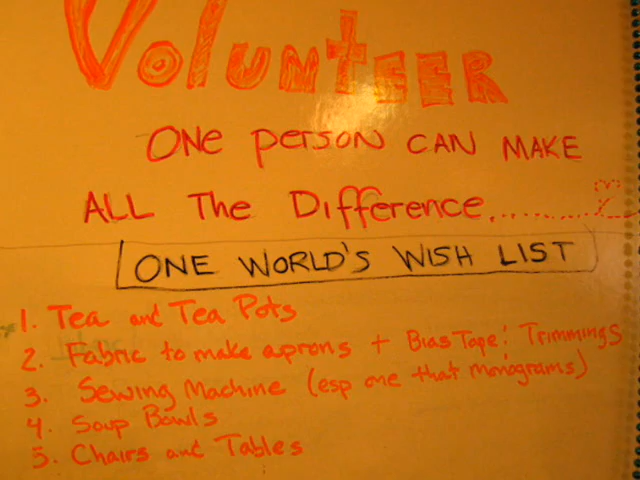 VOLUNTEER
ONE PERSON CAN MAKE
ALL The Difference...........
ONE WORLD'S WISH LIST
1. Tea and Tea Pots
2. Fabric to make aprons + Bias Tape: Trimmings
3. Sewing Machine (esp one that monograms)
4. Soup Bowls
5. Chairs and Tables